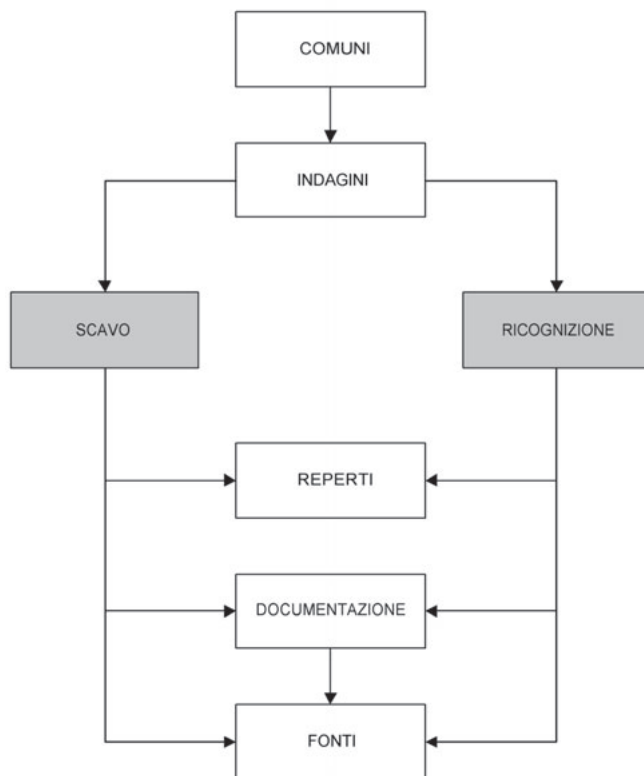 COMUNI
INDAGINI
SCAVO
RICOGNIZIONE
REPERTI
DOCUMENTAZIONE
FONTI